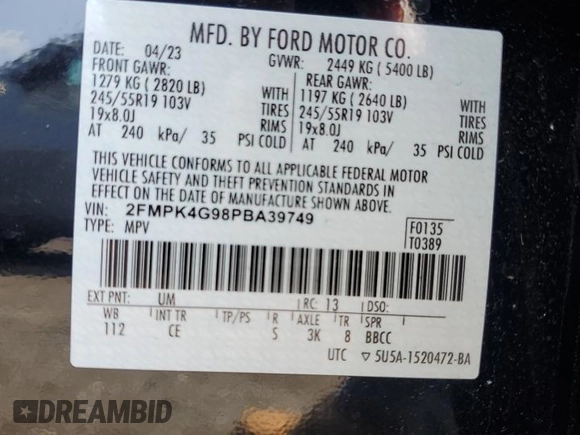 MFD. BY FORD MOTOR CO.
DATE: 04/23 GVWR: 2449 KG (5400 LB)
FRONT GAWR: REAR GAWR:
1279 KG (2820 LB) WITH 1197 KG (2640 LB) WITH
245/55R19 103V TIRES 245/55R19 103V TIRES
19x8.0J RIMS 19x8.0J RIMS
AT 240 kPa/ 35 PSI COLD AT 240 kPa/ 35 PSI COLD
THIS VEHICLE CONFORMS TO ALL APPLICABLE FEDERAL MOTOR
VEHICLE SAFETY AND THEFT PREVENTION STANDARDS IN
EFFECT ON THE DATE OF MANUFACTURE SHOWN ABOVE.
VIN: 2FMPK4G98PBA39749 F0135
TYPE: MPV T0389
EXT PNT: UM RC: 13 DSO:
WB INT TR TP/PS R AXLE TR SPR
112 CE S 3K 8 BBCC
UTC ▽ 5U5A-1520472-BA
DREAMBID